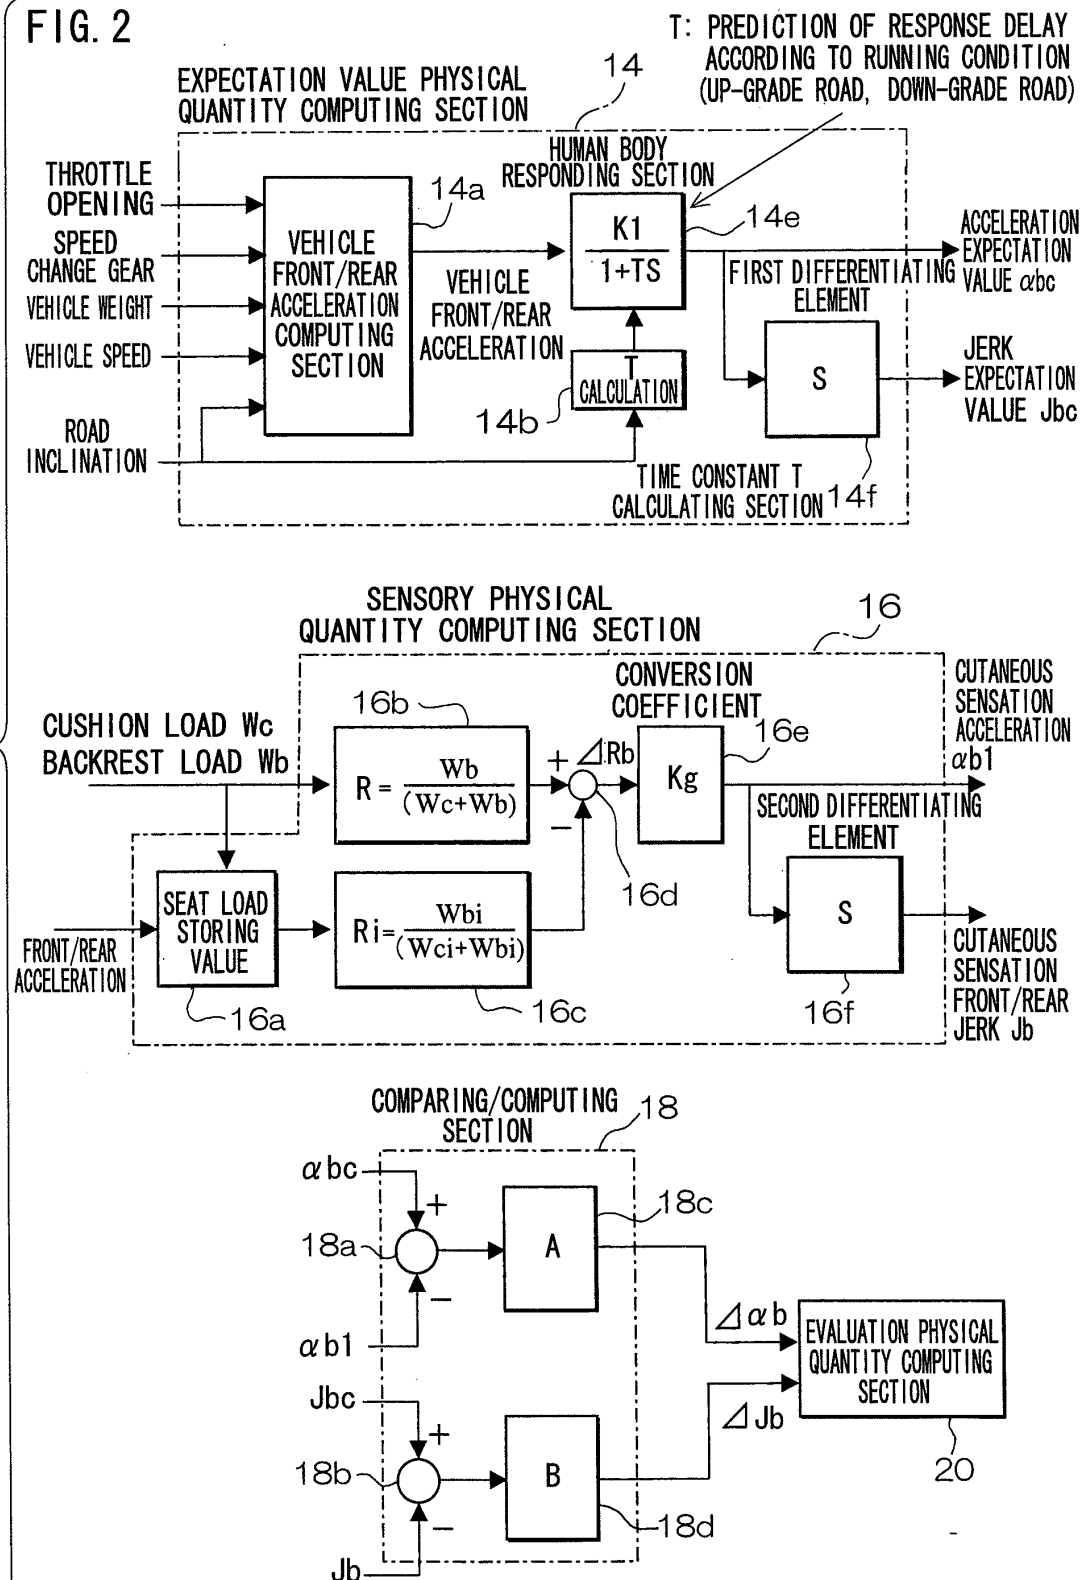 FIG. 2
T: PREDICTION OF RESPONSE DELAY
ACCORDING TO RUNNING CONDITION
(UP-GRADE ROAD, DOWN-GRADE ROAD)
EXPECTATION VALUE PHYSICAL
QUANTITY COMPUTING SECTION
14
THROTTLE
OPENING
SPEED
CHANGE GEAR
VEHICLE WEIGHT
VEHICLE SPEED
ROAD
INCLINATION
VEHICLE
FRONT/REAR
ACCELERATION
COMPUTING
SECTION
14a
VEHICLE
FRONT/REAR
ACCELERATION
HUMAN BODY
RESPONDING SECTION
K1
1+TS
14e
T
CALCULATION
14b
TIME CONSTANT T
CALCULATING SECTION
FIRST DIFFERENTIATING
ELEMENT
S
14f
ACCELERATION
EXPECTATION
VALUE αbc
JERK
EXPECTATION
VALUE Jbc
SENSORY PHYSICAL
QUANTITY COMPUTING SECTION
16
CUSHION LOAD Wc
BACKREST LOAD Wb
FRONT/REAR
ACCELERATION
SEAT LOAD
STORING
VALUE
16a
16b
R = Wb
(Wc+Wb)
Ri= Wbi
(Wci+Wbi)
16c
+
−
⊿Rb
16d
CONVERSION
COEFFICIENT
Kg
16e
SECOND DIFFERENTIATING
ELEMENT
S
16f
CUTANEOUS
SENSATION
ACCELERATION
αb1
CUTANEOUS
SENSATION
FRONT/REAR
JERK Jb
COMPARING/COMPUTING
SECTION
18
αbc
+
18a
−
αb1
A
18c
⊿αb
Jbc
+
18b
−
Jb
B
18d
⊿Jb
EVALUATION PHYSICAL
QUANTITY COMPUTING
SECTION
20